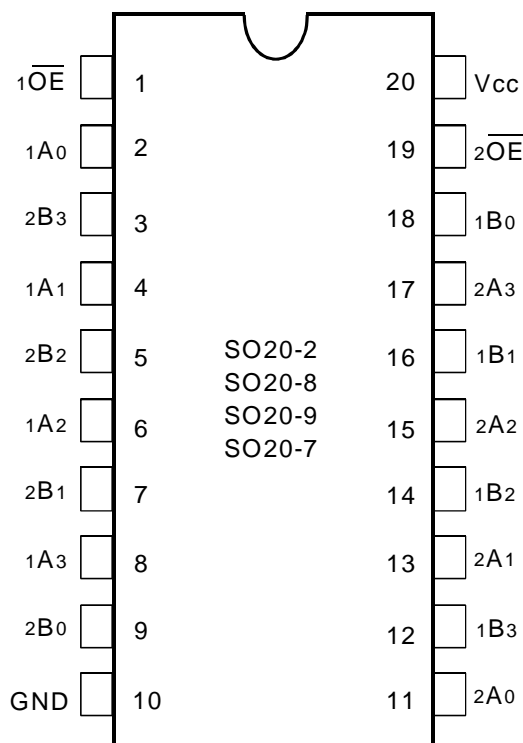 1O̅E̅ 1 20 Vcc
1A0 2 19 2O̅E̅
2B3 3 18 1B0
1A1 4 17 2A3
2B2 5 16 1B1
SO20-2
SO20-8
SO20-9
SO20-7
1A2 6 15 2A2
2B1 7 14 1B2
1A3 8 13 2A1
2B0 9 12 1B3
GND 10 11 2A0